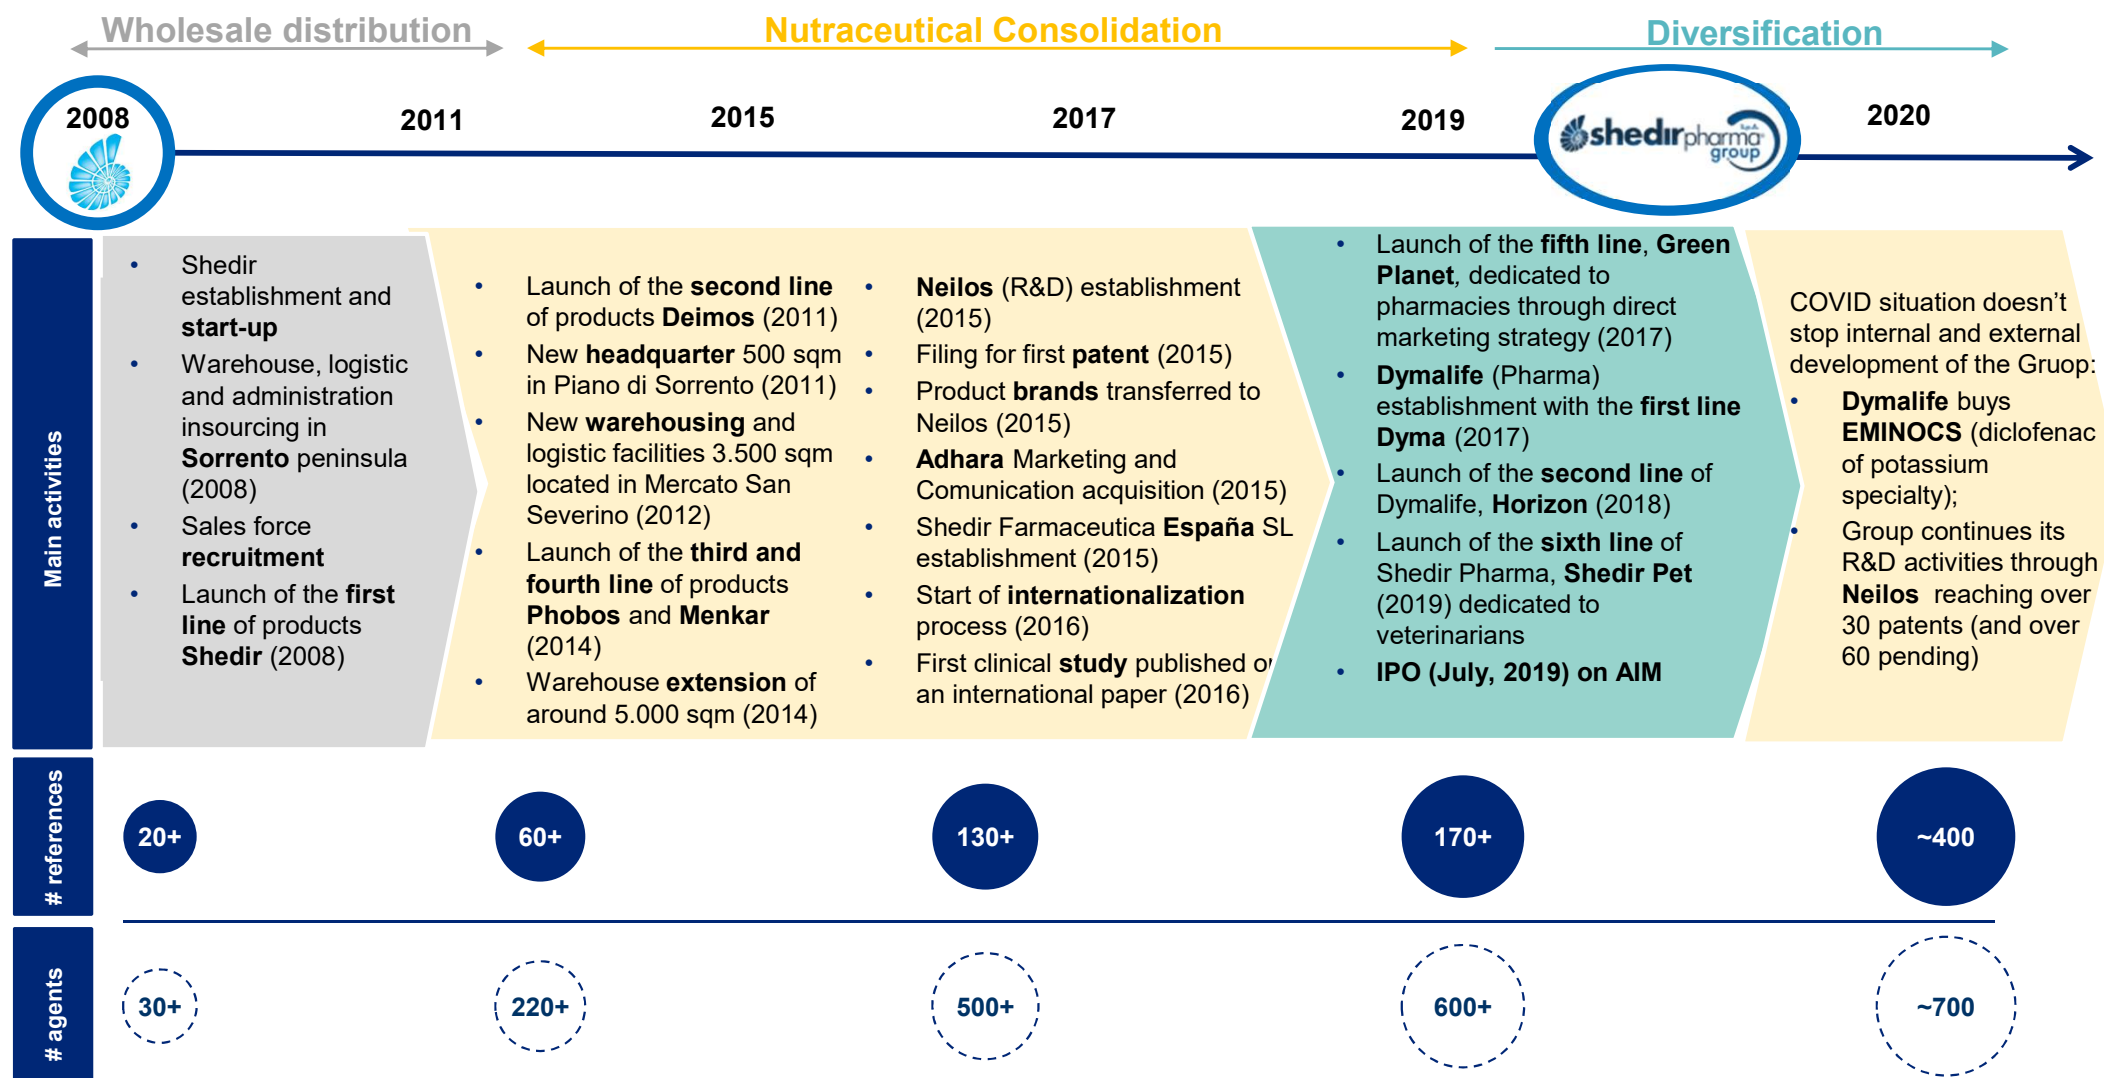 Wholesale distribution
Nutraceutical Consolidation
Diversification
2008
2011
2015
2017
2019
shedirpharma
s.p.A.
group
2020
Main activities
• Shedir
establishment and
start-up
• Warehouse, logistic
and administration
insourcing in
Sorrento peninsula
(2008)
• Sales force
recruitment
• Launch of the first
line of products
Shedir (2008)
• Launch of the second line
of products Deimos (2011)
• New headquarter 500 sqm
in Piano di Sorrento (2011)
• New warehousing and
logistic facilities 3.500 sqm
located in Mercato San
Severino (2012)
• Launch of the third and
fourth line of products
Phobos and Menkar
(2014)
• Warehouse extension of
around 5.000 sqm (2014)
• Neilos (R&D) establishment
(2015)
• Filing for first patent (2015)
• Product brands transferred to
Neilos (2015)
• Adhara Marketing and
Comunication acquisition (2015)
• Shedir Farmaceutica España SL
establishment (2015)
• Start of internationalization
process (2016)
• First clinical study published on
an international paper (2016)
• Launch of the fifth line, Green
Planet, dedicated to
pharmacies through direct
marketing strategy (2017)
• Dymalife (Pharma)
establishment with the first line
Dyma (2017)
• Launch of the second line of
Dymalife, Horizon (2018)
• Launch of the sixth line of
Shedir Pharma, Shedir Pet
(2019) dedicated to
veterinarians
• IPO (July, 2019) on AIM
COVID situation doesn't
stop internal and external
development of the Gruop:
• Dymalife buys
EMINOCS (diclofenac
of potassium
specialty);
• Group continues its
R&D activities through
Neilos reaching over
30 patents (and over
60 pending)
# references
20+
60+
130+
170+
~400
# agents
30+
220+
500+
600+
~700